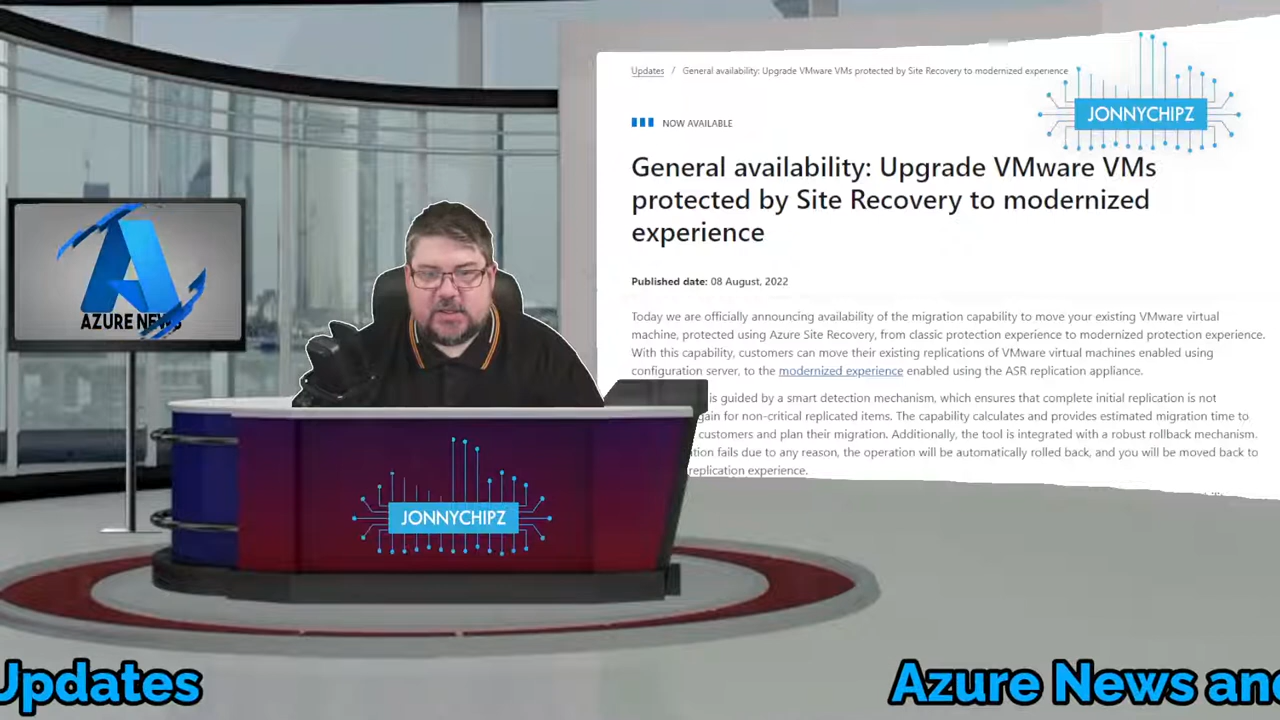 Updates / General availability: Upgrade VMware VMs protected by Site Recovery to modernized experience
JONNYCHIPZ
NOW AVAILABLE
General availability: Upgrade VMware VMs
protected by Site Recovery to modernized
experience
Published date: 08 August, 2022
Today we are officially announcing availability of the migration capability to move your existing VMware virtual
machine, protected using Azure Site Recovery, from classic protection experience to modernized protection experience.
With this capability, customers can move their existing replications of VMware virtual machines enabled using
configuration server, to the modernized experience enabled using the ASR replication appliance.
is guided by a smart detection mechanism, which ensures that complete initial replication is not
gain for non-critical replicated items. The capability calculates and provides estimated migration time to
customers and plan their migration. Additionally, the tool is integrated with a robust rollback mechanism.
tion fails due to any reason, the operation will be automatically rolled back, and you will be moved back to
replication experience.
AZURE NEWS
JONNYCHIPZ
Updates
Azure News and